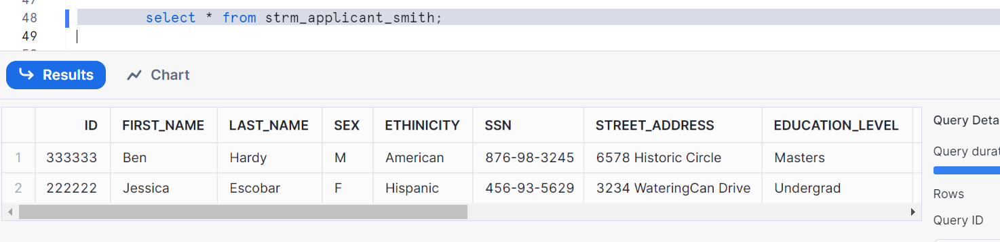 48 select * from strm_applicant_smith;
49
Results Chart
ID FIRST_NAME LAST_NAME SEX ETHINICITY SSN STREET_ADDRESS EDUCATION_LEVEL
1 333333 Ben Hardy M American 876-98-3245 6578 Historic Circle Masters
2 222222 Jessica Escobar F Hispanic 456-93-5629 3234 WateringCan Drive Undergrad
Query Deta
Query durat
Rows
Query ID